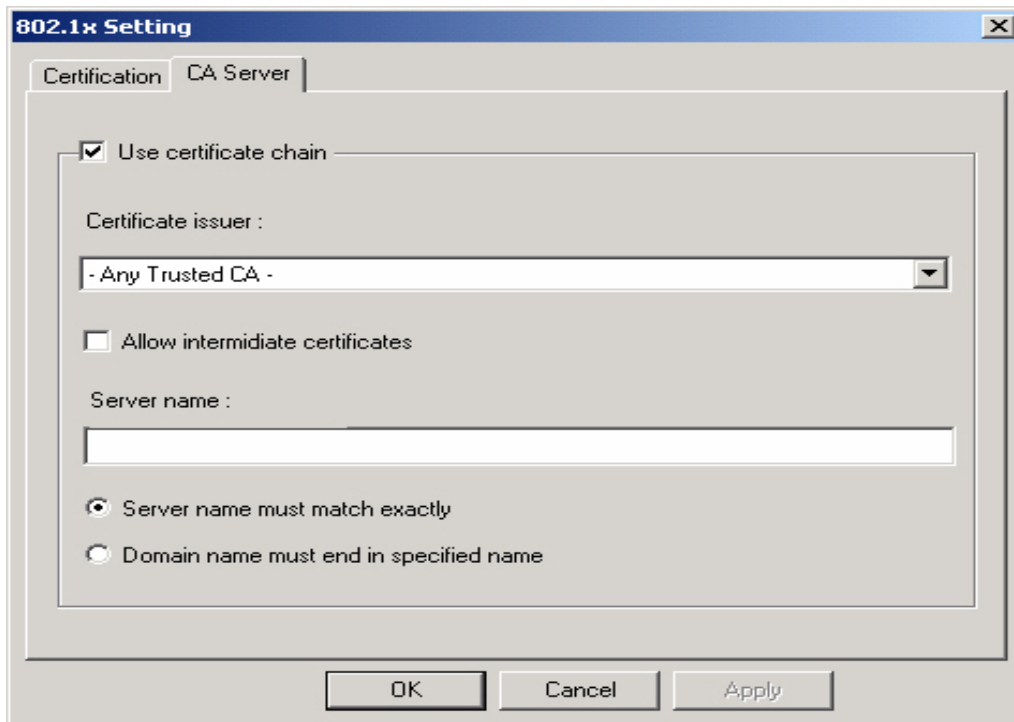 802.1x Setting
Certification CA Server
Use certificate chain
Certificate issuer :
- Any Trusted CA -
Allow intermidiate certificates
Server name :
Server name must match exactly
Domain name must end in specified name
OK Cancel Apply